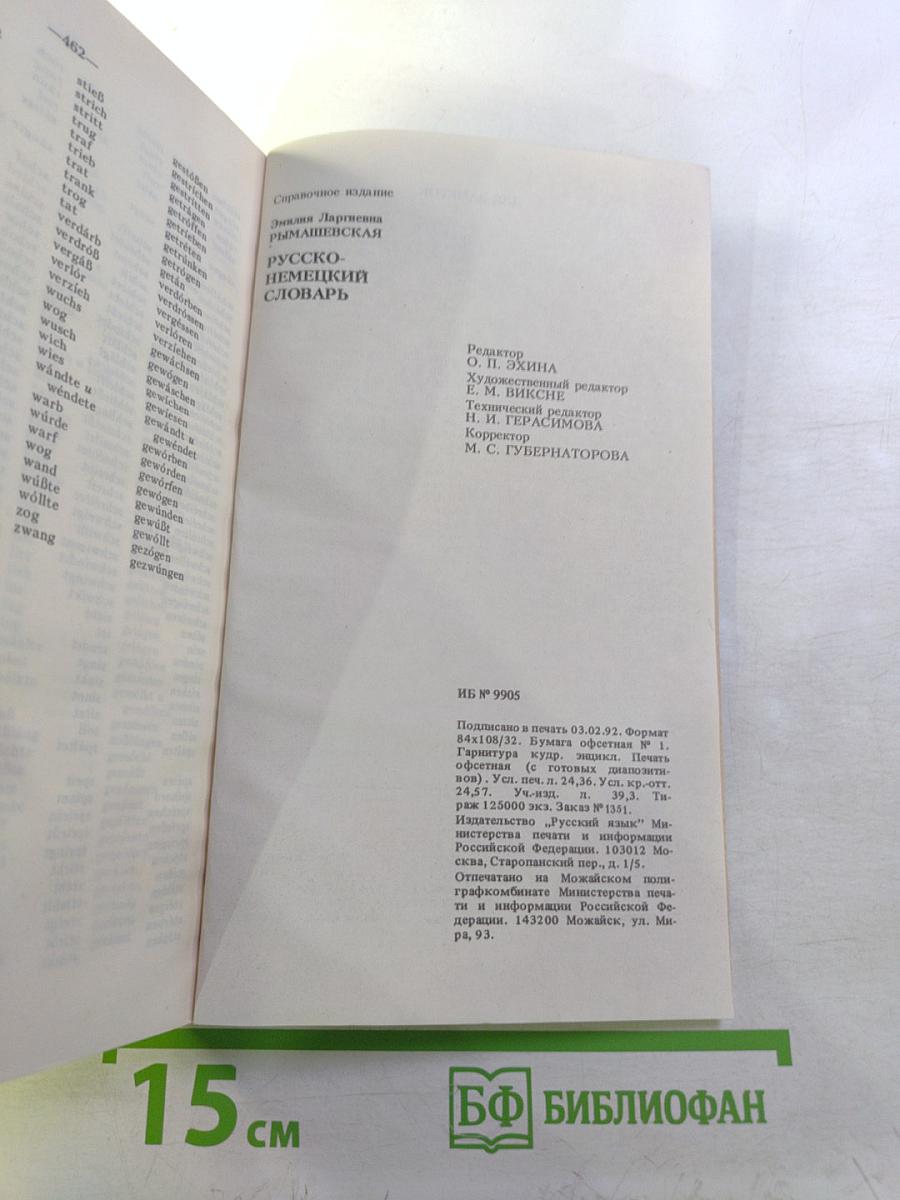 —462—
stieß
strich
stritt
trug
traf
trieb
trat
trank
trog
tat
verdárb
verdróß
vergáß
verlór
verzíeh
wuchs
wog
wusch
wich
wies
wándte u
wéndete
warb
wúrde
warf
wog
wand
wúßte
wóllte
zog
zwang
gestóßen
gestríchen
gestrítten
getrágen
getróffen
getríeben
getréten
getrúnken
getrógen
getán
verdórben
verdróssen
vergéssen
verlóren
verzíehen
gewáchsen
gewógen
gewáschen
gewíchen
gewíesen
gewándt u
gewéndet
gewórben
gewórden
gewórfen
gewógen
gewúnden
gewúßt
gewóllt
gezógen
gezwúngen
Справочное издание
Эмилия Ларгиевна
РЫМАШЕВСКАЯ
РУССКО-
НЕМЕЦКИЙ
СЛОВАРЬ
Редактор
О. П. ЭХИНА
Художественный редактор
Е. М. ВИКСНЕ
Технический редактор
Н. И. ГЕРАСИМОВА
Корректор
М. С. ГУБЕРНАТОРОВА
ИБ № 9905
Подписано в печать 03.02.92. Формат
84x108/32. Бумага офсетная № 1.
Гарнитура кудр. энцикл. Печать
офсетная (с готовых диапозити-
вов). Усл. печ. л. 24,36. Усл. кр.-отт.
24,57. Уч.-изд. л. 39,3. Ти-
раж 125000 экз. Заказ № 1351.
Издательство „Русский язык" Ми-
нистерства печати и информации
Российской Федерации. 103012 Мо-
сква, Старопанский пер., д. 1/5.
Отпечатано на Можайском поли-
графкомбинате Министерства печа-
ти и информации Российской Фе-
дерации. 143200 Можайск, ул. Ми-
ра, 93.
15 см
БФ БИБЛИОФАН